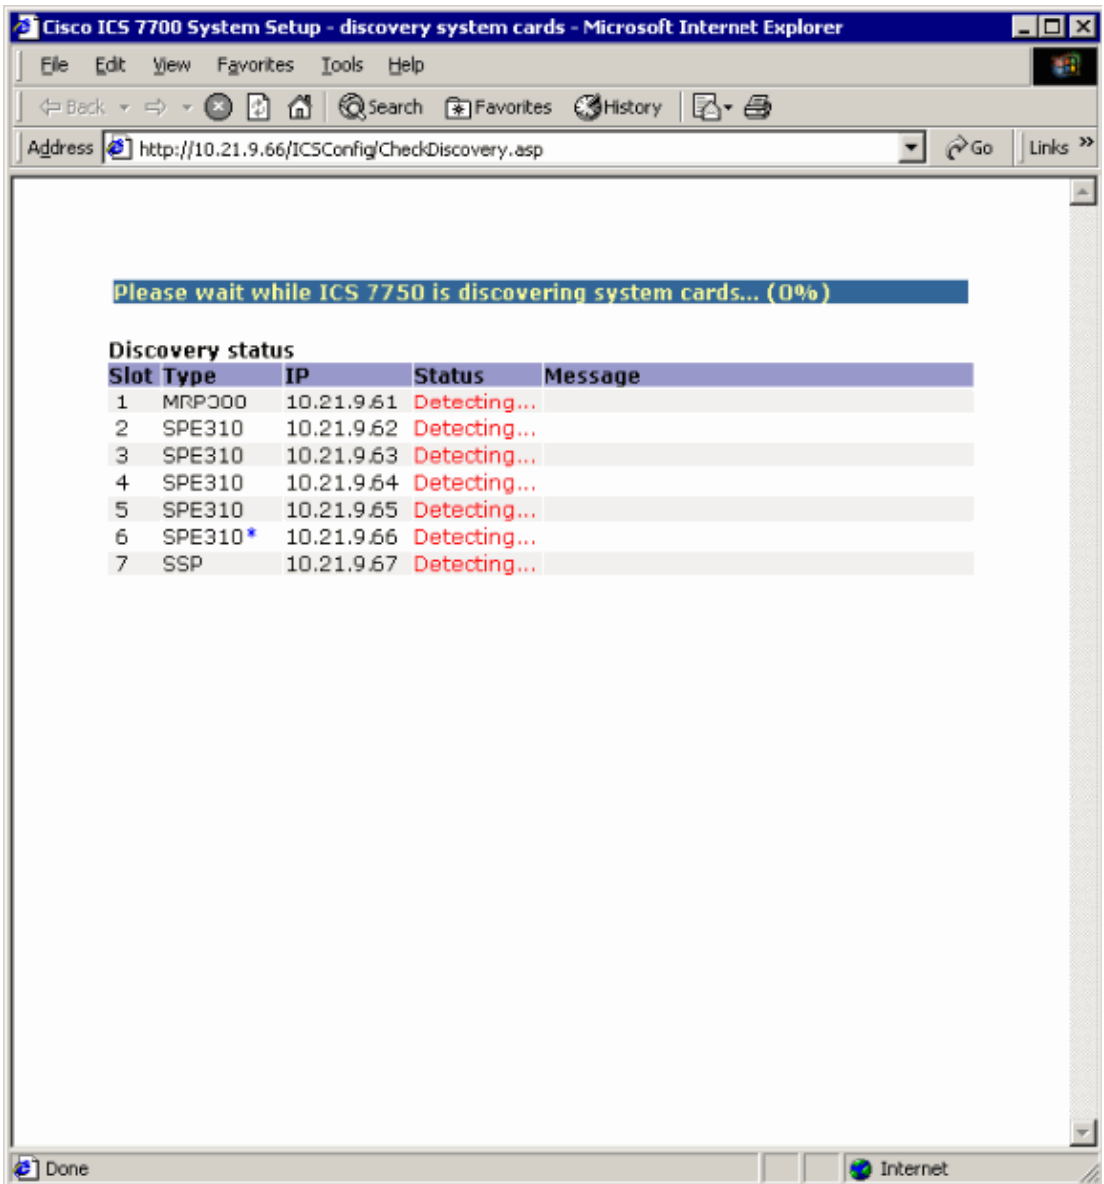 Cisco ICS 7700 System Setup - discovery system cards - Microsoft Internet Explorer
File Edit View Favorites Tools Help
Back Search Favorites History
Address http://10.21.9.66/ICSConfig/CheckDiscovery.asp Go Links »
Please wait while ICS 7750 is discovering system cards... (0%)
Discovery status
Slot Type IP Status Message
1 MRP300 10.21.9.61 Detecting...
2 SPE310 10.21.9.62 Detecting...
3 SPE310 10.21.9.63 Detecting...
4 SPE310 10.21.9.64 Detecting...
5 SPE310 10.21.9.65 Detecting...
6 SPE310* 10.21.9.66 Detecting...
7 SSP 10.21.9.67 Detecting...
Done Internet